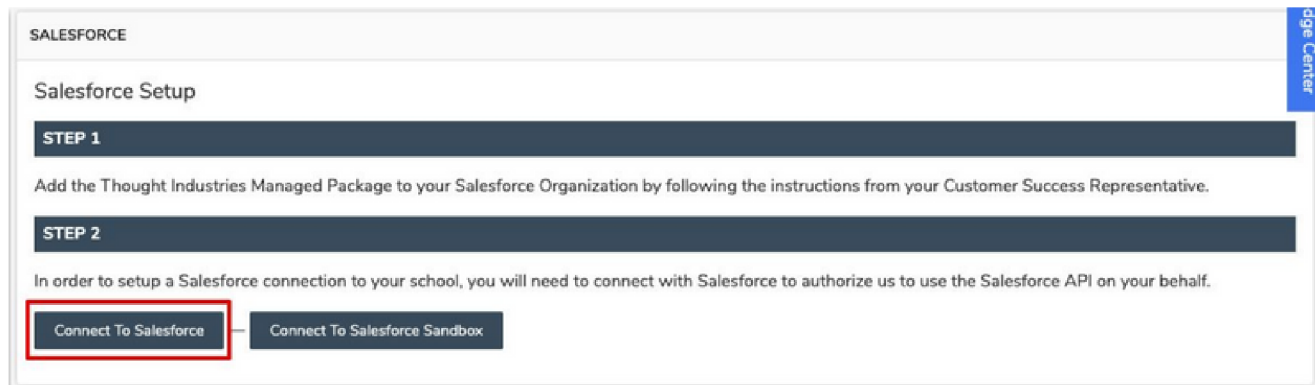 SALESFORCE
Salesforce Setup
STEP 1
Add the Thought Industries Managed Package to your Salesforce Organization by following the instructions from your Customer Success Representative.
STEP 2
In order to setup a Salesforce connection to your school, you will need to connect with Salesforce to authorize us to use the Salesforce API on your behalf.
Connect To Salesforce — Connect To Salesforce Sandbox
Center